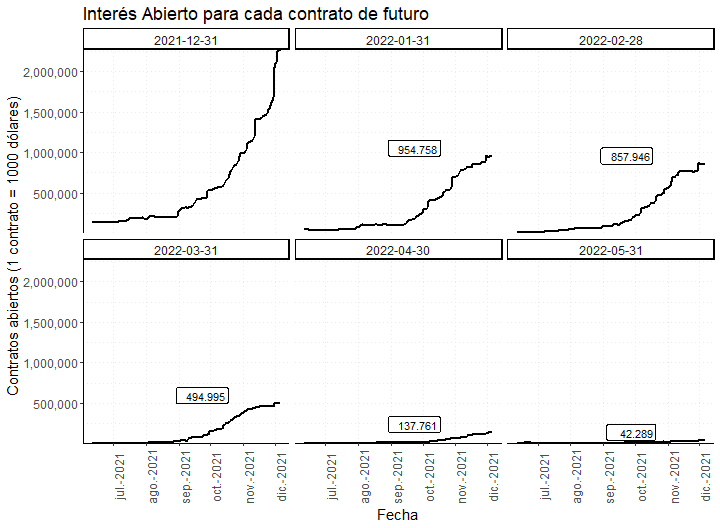 Interés Abierto para cada contrato de futuro
2021-12-31
2022-01-31
2022-02-28
Contratos abiertos (1 contrato = 1000 dólares)
2,000,000
1,500,000
1,000,000
500,000
954.758
857.946
2022-03-31
2022-04-30
2022-05-31
2,000,000
1,500,000
1,000,000
500,000
494.995
137.761
42.289
jul.-2021
ago.-2021
sep.-2021
oct.-2021
nov.-2021
dic.-2021
jul.-2021
ago.-2021
sep.-2021
oct.-2021
nov.-2021
dic.-2021
jul.-2021
ago.-2021
sep.-2021
oct.-2021
nov.-2021
dic.-2021
Fecha